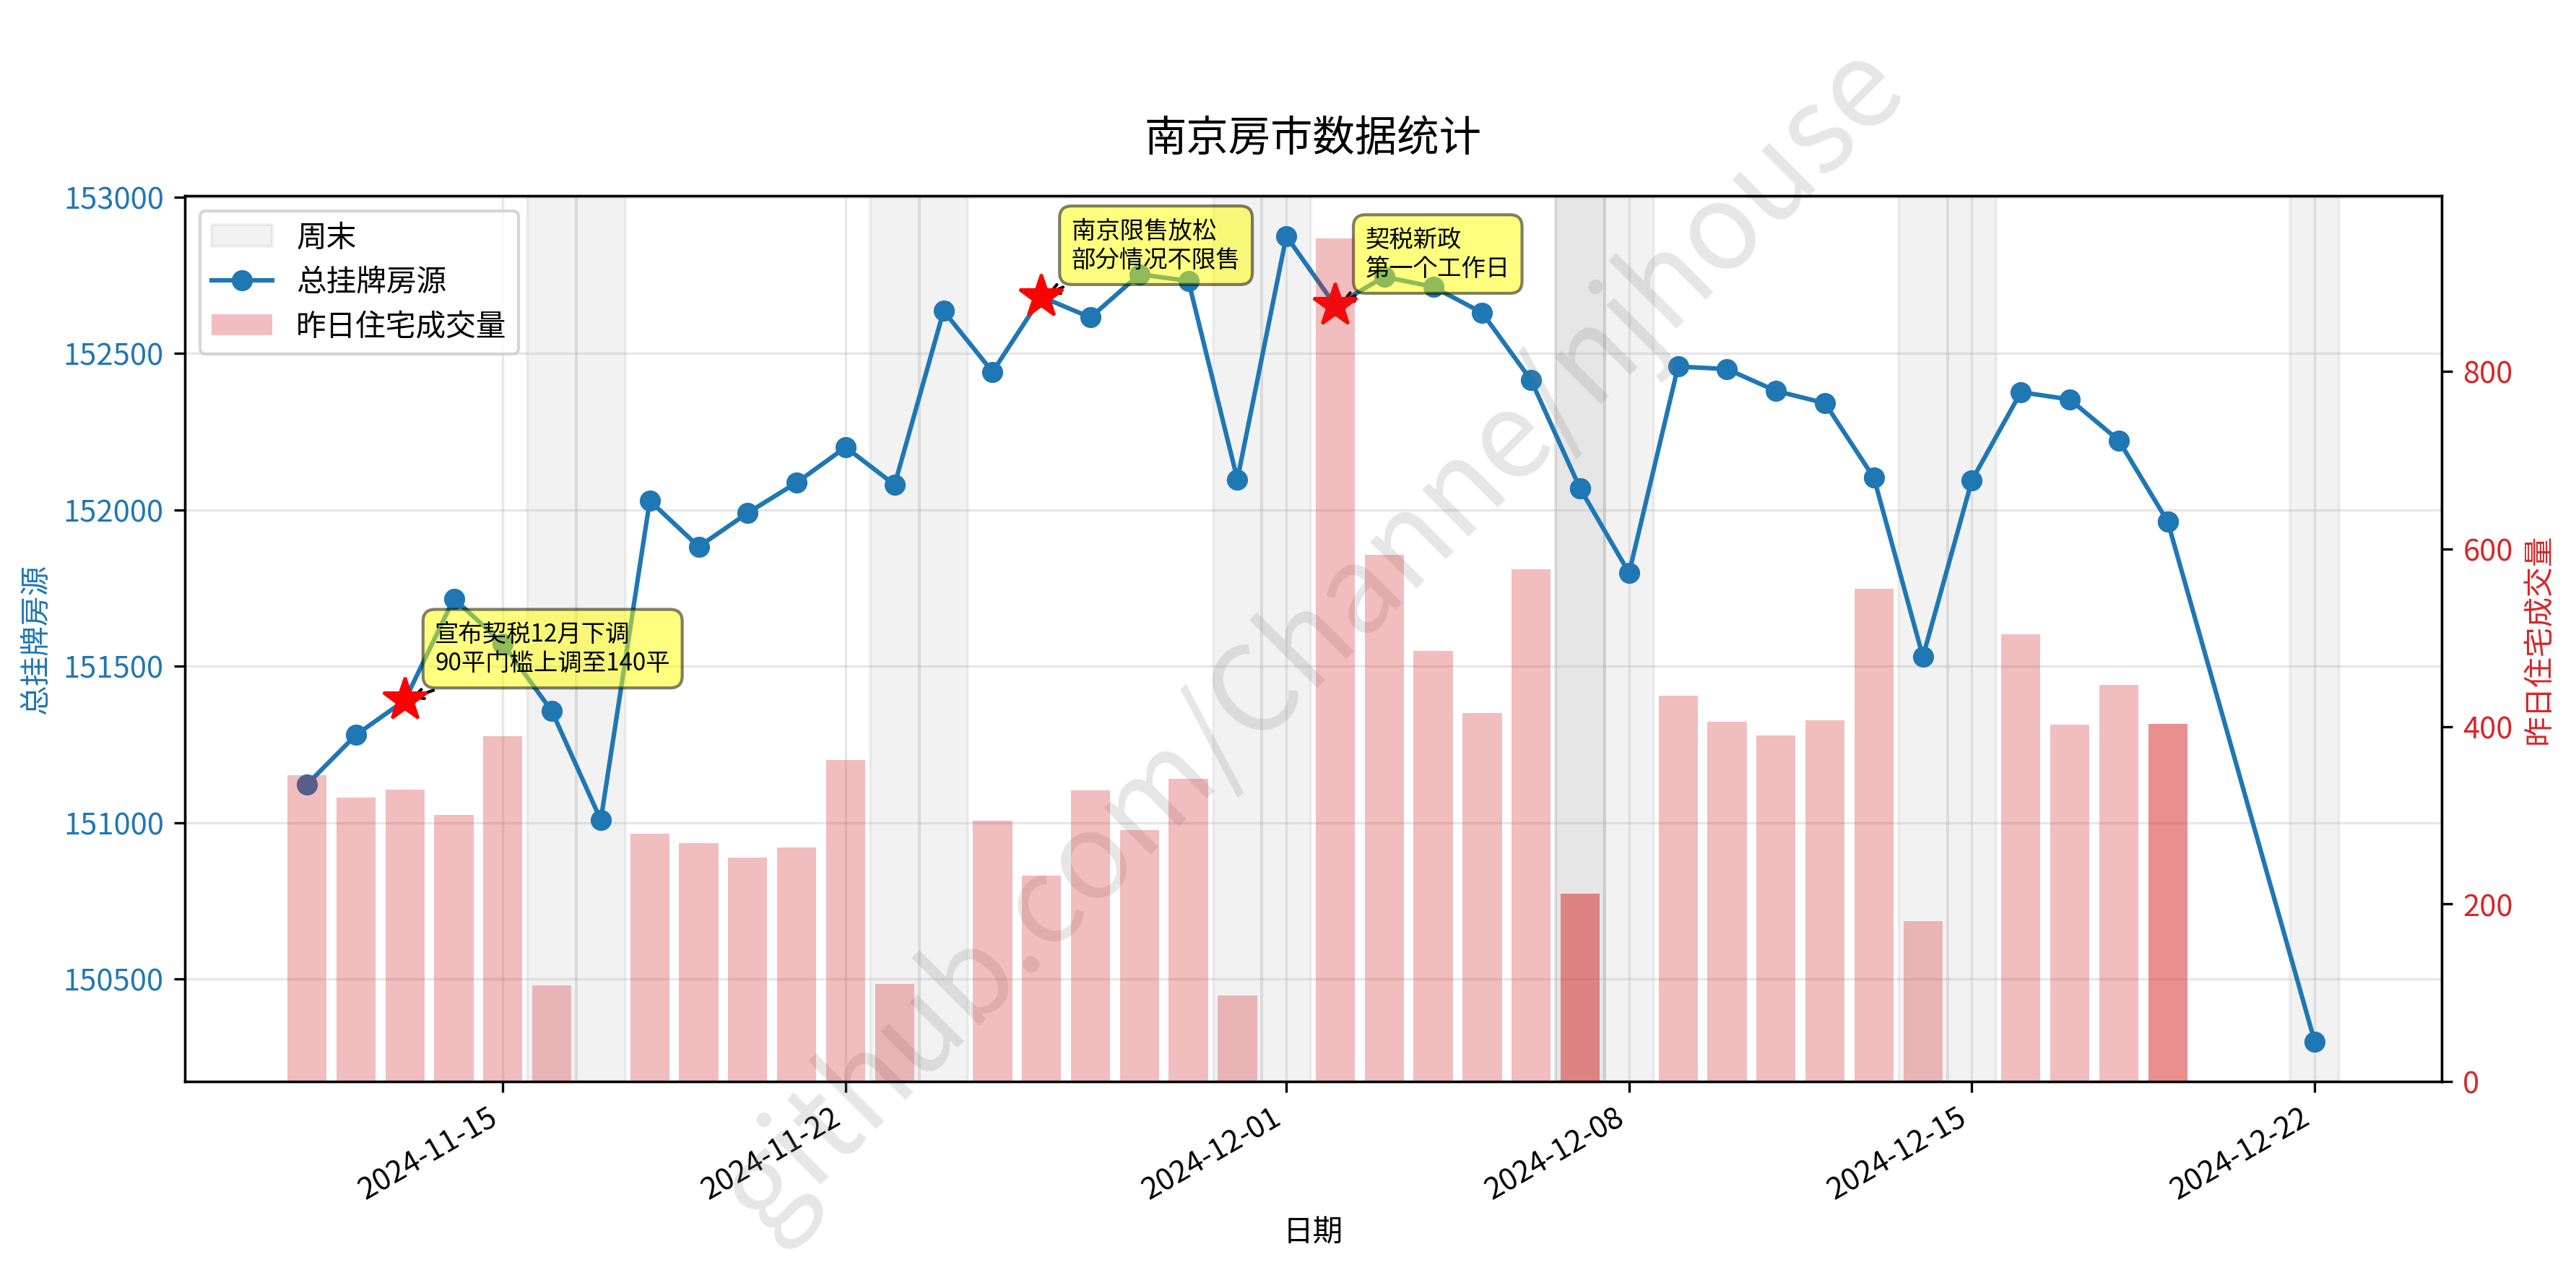 南京房市数据统计
周末
总挂牌房源
昨日住宅成交量
南京限售放松
部分情况不限售
契税新政
第一个工作日
宣布契税12月下调
90平门槛上调至140平
153000
152500
152000
151500
151000
150500
总挂牌房源
800
600
400
200
0
昨日住宅成交量
2024-11-15
2024-11-22
2024-12-01
2024-12-08
2024-12-15
2024-12-22
日期
github.com/Channe/njhouse